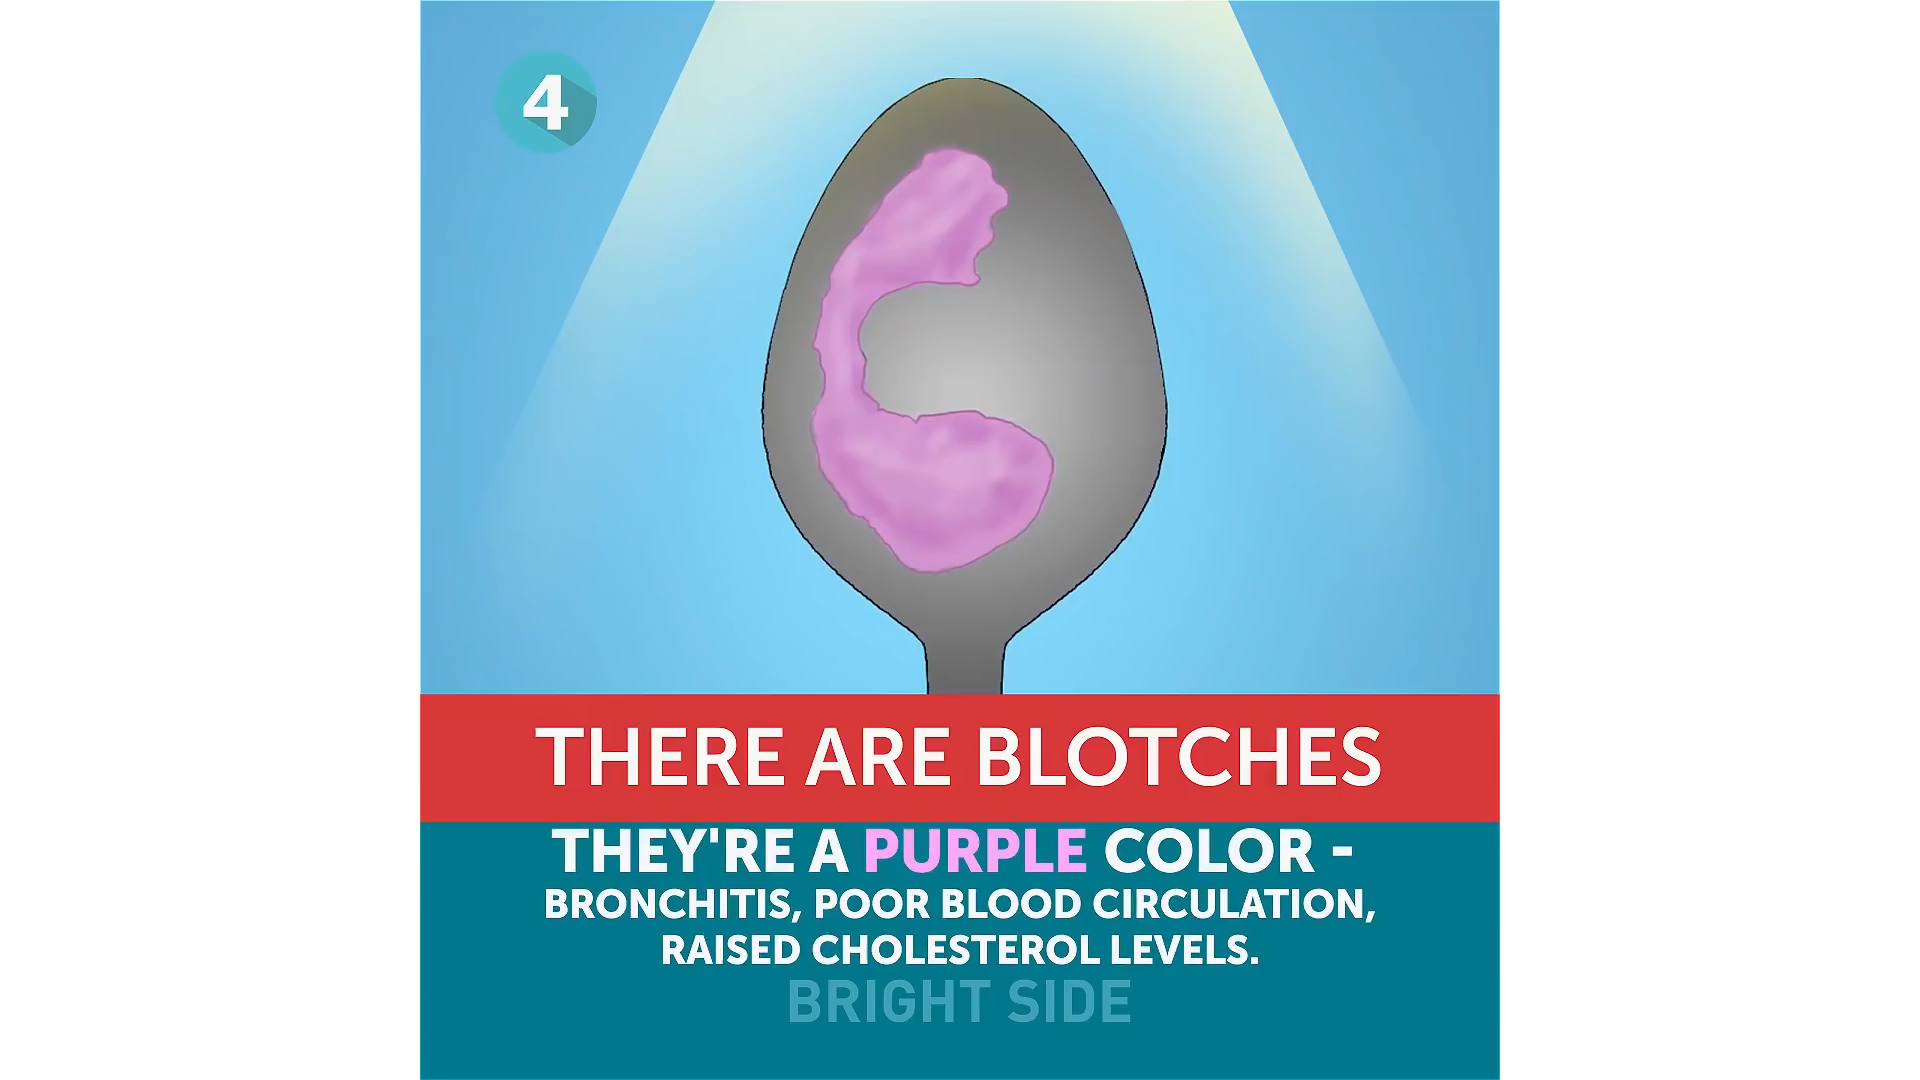 4
THERE ARE BLOTCHES
THEY'RE A PURPLE COLOR -
BRONCHITIS, POOR BLOOD CIRCULATION,
RAISED CHOLESTEROL LEVELS.
BRIGHT SIDE